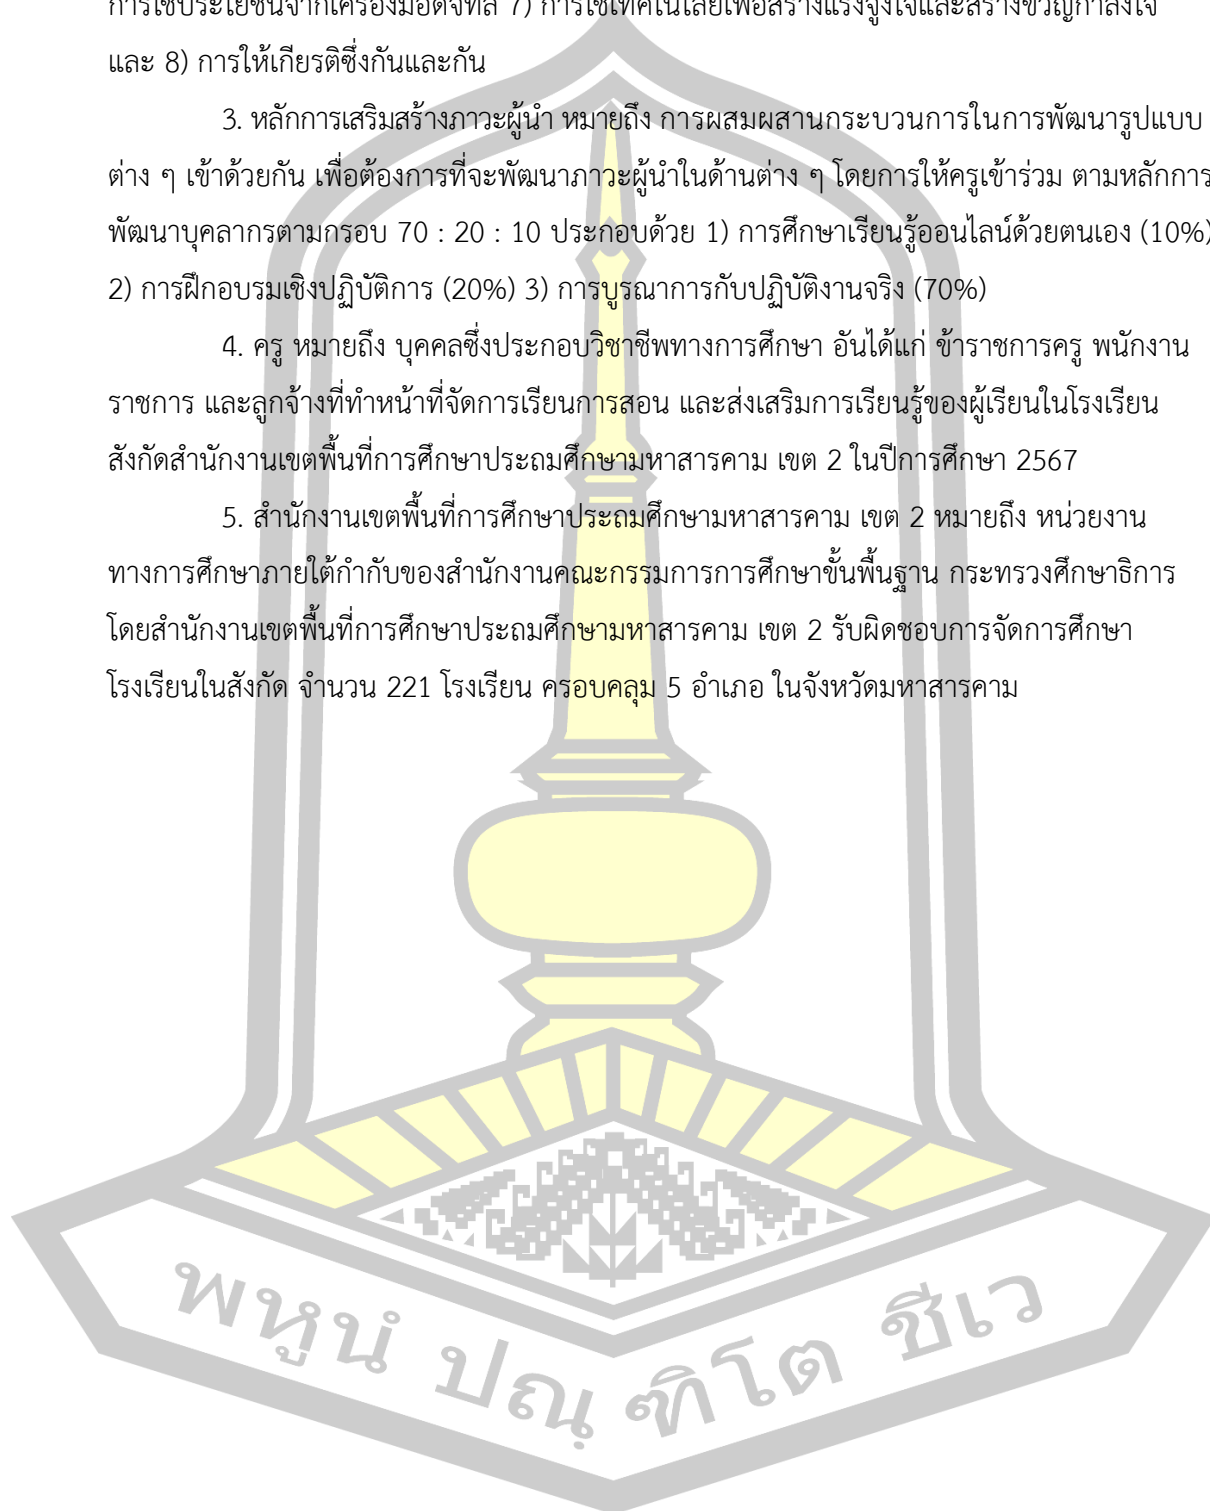 การใช้ประโยชน์จากเครื่องมือดิจิทัล 7) การใช้เทคโนโลยีเพื่อสร้างแรงจูงใจและสร้างขวัญกำลังใจ
และ 8) การให้เกียรติซึ่งกันและกัน
3. หลักการเสริมสร้างภาวะผู้นำ หมายถึง การผสมผสานกระบวนการในการพัฒนารูปแบบ
ต่าง ๆ เข้าด้วยกัน เพื่อต้องการที่จะพัฒนาภาวะผู้นำในด้านต่าง ๆ โดยการให้ครูเข้าร่วม ตามหลักการ
พัฒนาบุคลากรตามกรอบ 70 : 20 : 10 ประกอบด้วย 1) การศึกษาเรียนรู้ออนไลน์ด้วยตนเอง (10%)
2) การฝึกอบรมเชิงปฏิบัติการ (20%) 3) การบูรณาการกับปฏิบัติงานจริง (70%)
4. ครู หมายถึง บุคคลซึ่งประกอบวิชาชีพทางการศึกษา อันได้แก่ ข้าราชการครู พนักงาน
ราชการ และลูกจ้างที่ทำหน้าที่จัดการเรียนการสอน และส่งเสริมการเรียนรู้ของผู้เรียนในโรงเรียน
สังกัดสำนักงานเขตพื้นที่การศึกษาประถมศึกษามหาสารคาม เขต 2 ในปีการศึกษา 2567
5. สำนักงานเขตพื้นที่การศึกษาประถมศึกษามหาสารคาม เขต 2 หมายถึง หน่วยงาน
ทางการศึกษาภายใต้กำกับของสำนักงานคณะกรรมการการศึกษาขั้นพื้นฐาน กระทรวงศึกษาธิการ
โดยสำนักงานเขตพื้นที่การศึกษาประถมศึกษามหาสารคาม เขต 2 รับผิดชอบการจัดการศึกษา
โรงเรียนในสังกัด จำนวน 221 โรงเรียน ครอบคลุม 5 อำเภอ ในจังหวัดมหาสารคาม
พหูนํ ปณฺฑิโต ชีเว